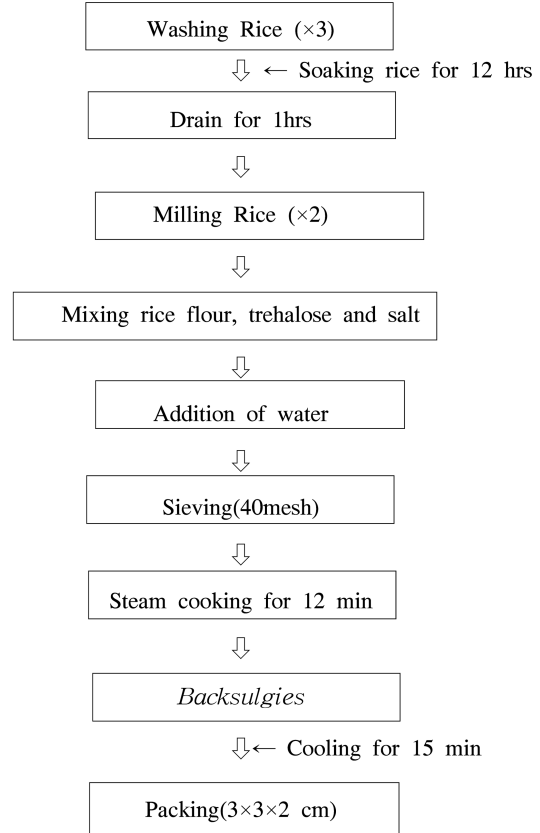 Washing Rice (×3)
← Soaking rice for 12 hrs
Drain for 1hrs
Milling Rice (×2)
Mixing rice flour, trehalose and salt
Addition of water
Sieving(40mesh)
Steam cooking for 12 min
Backsulgies
← Cooling for 15 min
Packing(3×3×2 cm)